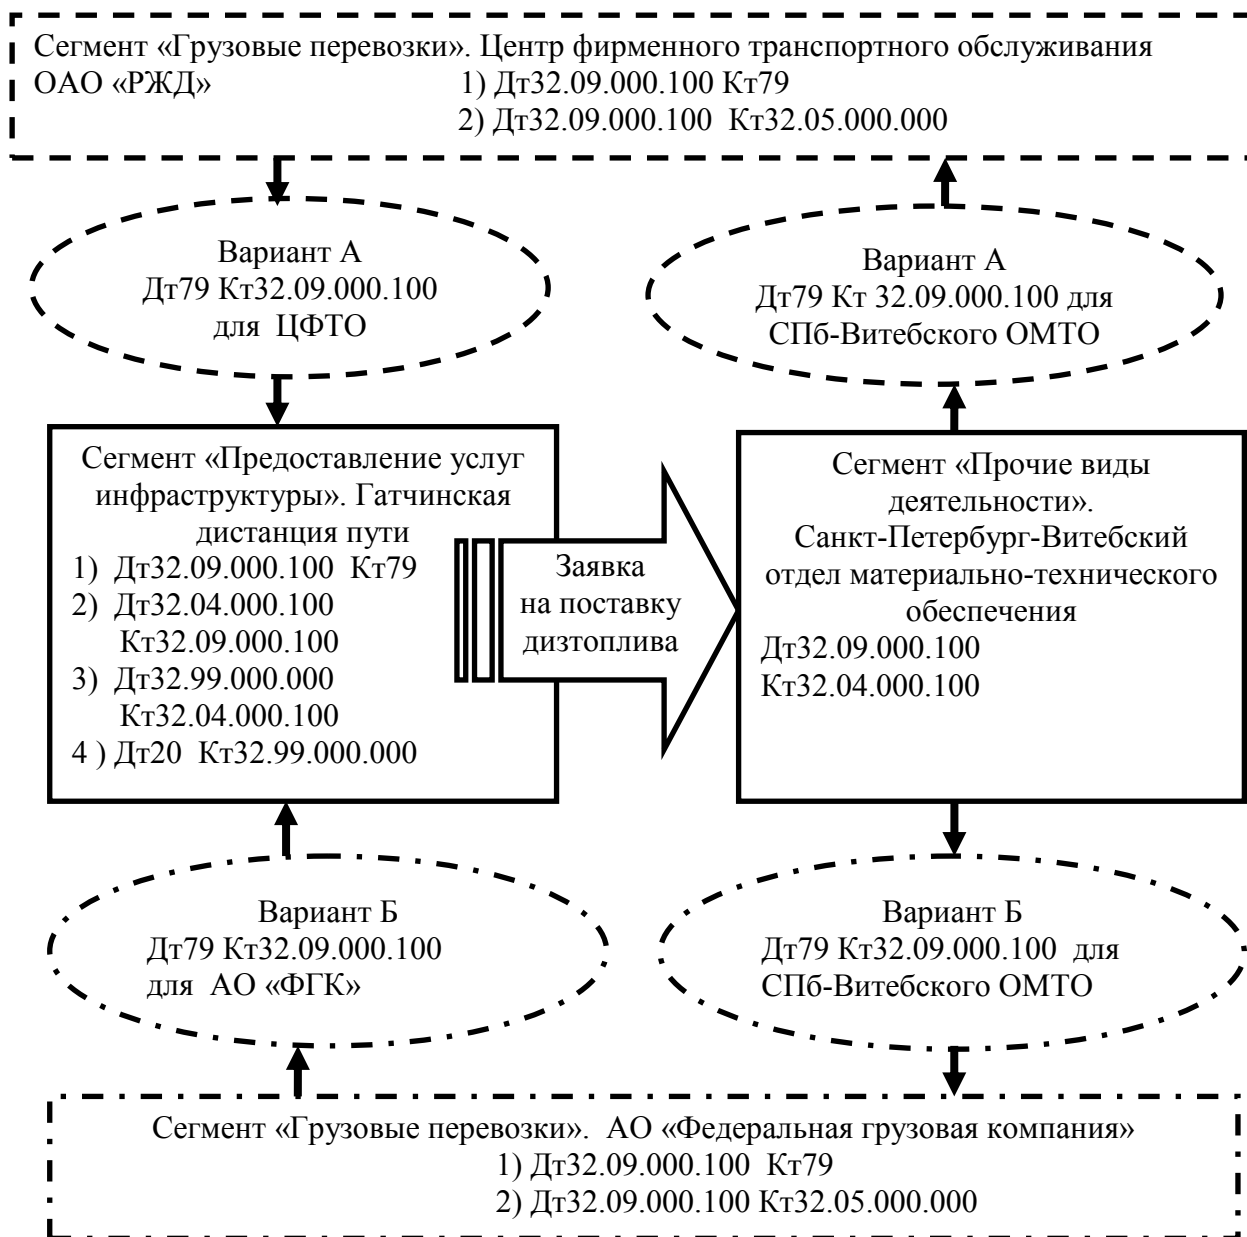 Сегмент «Грузовые перевозки». Центр фирменного транспортного обслуживания
ОАО «РЖД» 1) Дт32.09.000.100 Кт79
2) Дт32.09.000.100 Кт32.05.000.000
Вариант А
Дт79 Кт32.09.000.100
для ЦФТО
Вариант А
Дт79 Кт 32.09.000.100 для
СПб-Витебского ОМТО
Сегмент «Предоставление услуг
инфраструктуры». Гатчинская
дистанция пути
1) Дт32.09.000.100 Кт79
2) Дт32.04.000.100
Кт32.09.000.100
3) Дт32.99.000.000
Кт32.04.000.100
4 ) Дт20 Кт32.99.000.000
Заявка
на поставку
дизтоплива
Сегмент «Прочие виды
деятельности».
Санкт-Петербург-Витебский
отдел материально-технического
обеспечения
Дт32.09.000.100
Кт32.04.000.100
Вариант Б
Дт79 Кт32.09.000.100
для АО «ФГК»
Вариант Б
Дт79 Кт32.09.000.100 для
СПб-Витебского ОМТО
Сегмент «Грузовые перевозки». АО «Федеральная грузовая компания»
1) Дт32.09.000.100 Кт79
2) Дт32.09.000.100 Кт32.05.000.000